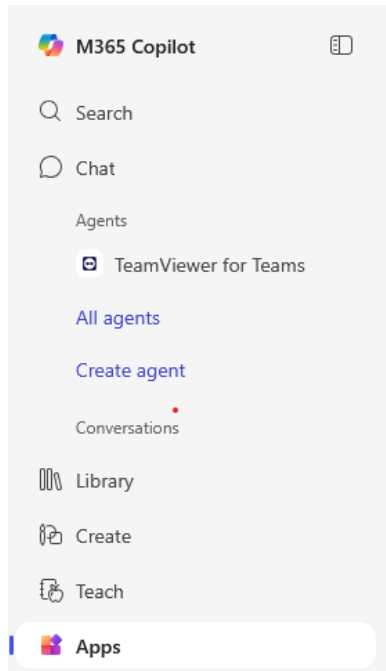 M365 Copilot
Search
Chat
Agents
TeamViewer for Teams
All agents
Create agent
Conversations
Library
Create
Teach
Apps